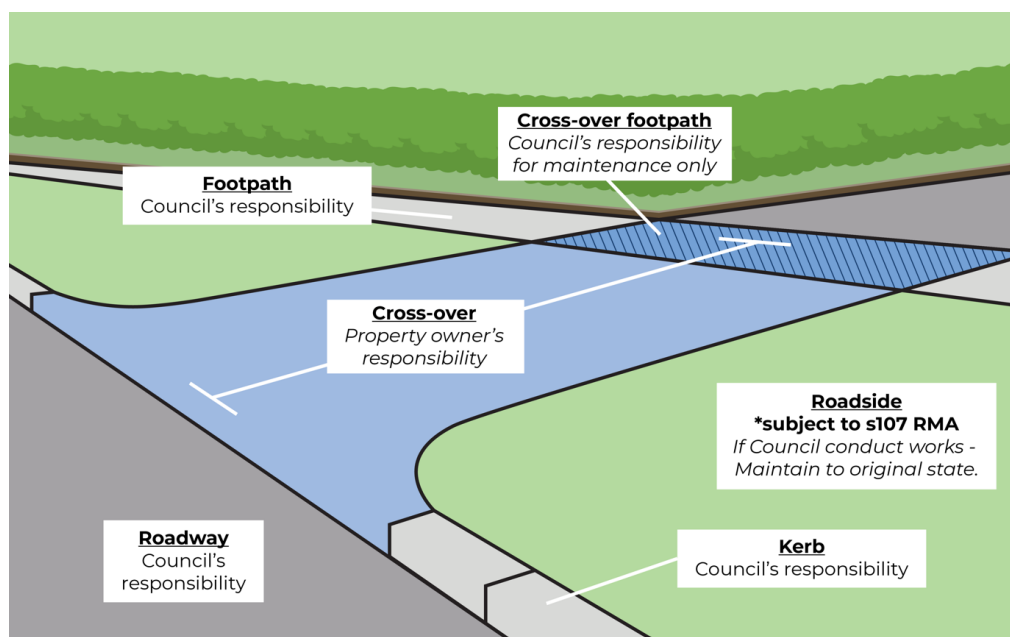 Cross-over footpath
Council’s responsibility
for maintenance only
Footpath
Council’s responsibility
Cross-over
Property owner’s
responsibility
Roadside
*subject to s107 RMA
If Council conduct works -
Maintain to original state.
Roadway
Council’s
responsibility
Kerb
Council’s responsibility